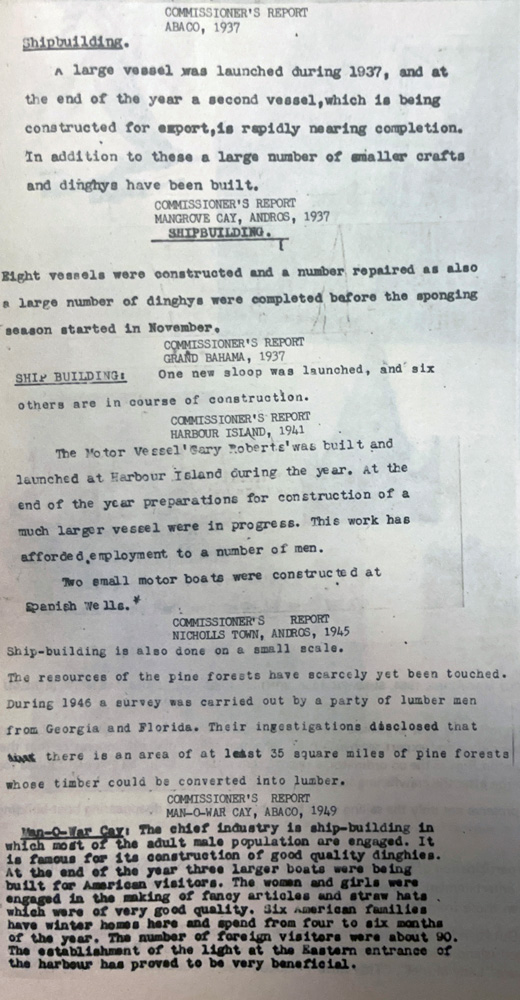 COMMISSIONER'S REPORT
ABACO, 1937
Shipbuilding.
A large vessel was launched during 1937, and at
the end of the year a second vessel,which is being
constructed for export,is rapidly nearing completion.
In addition to these a large number of smaller crafts
and dinghys have been built.
COMMISSIONER'S REPORT
MANGROVE CAY, ANDROS, 1937
SHIPBUILDING.
Eight vessels were constructed and a number repaired as also
a large number of dinghys were completed before the sponging
season started in November.
COMMISSIONER'S REPORT
GRAND BAHAMA, 1937
SHIP BUILDING: One new sloop was launched, and six
others are in course of construction.
COMMISSIONER'S REPORT
HARBOUR ISLAND, 1941
The Motor Vessel'Gary Roberts'was built and
launched at Harbour Island during the year. At the
end of the year preparations for construction of a
much larger vessel were in progress. This work has
afforded employment to a number of men.
Two small motor boats were constructed at
Spanish Wells.*
COMMISSIONER'S REPORT
NICHOLLS TOWN, ANDROS, 1945
Ship-building is also done on a small scale.
The resources of the pine forests have scarcely yet been touched.
During 1946 a survey was carried out by a party of lumber men
from Georgia and Florida. Their ingestigations disclosed that
there is an area of at least 35 square miles of pine forests
whose timber could be converted into lumber.
COMMISSIONER'S REPORT
MAN-O-WAR CAY, ABACO, 1949
Man-O-War Cay: The chief industry is ship-building in
which most of the adult male population are engaged. It
is famous for its construction of good quality dinghies.
At the end of the year three larger boats were being
built for American visitors. The women and girls were
engaged in the making of fancy articles and straw hats
which were of very good quality. Six American families
have winter homes here and spend from four to six months
of the year. The number of foreign visitors were about 90.
The establishment of the light at the Eastern entrance of
the harbour has proved to be very beneficial.